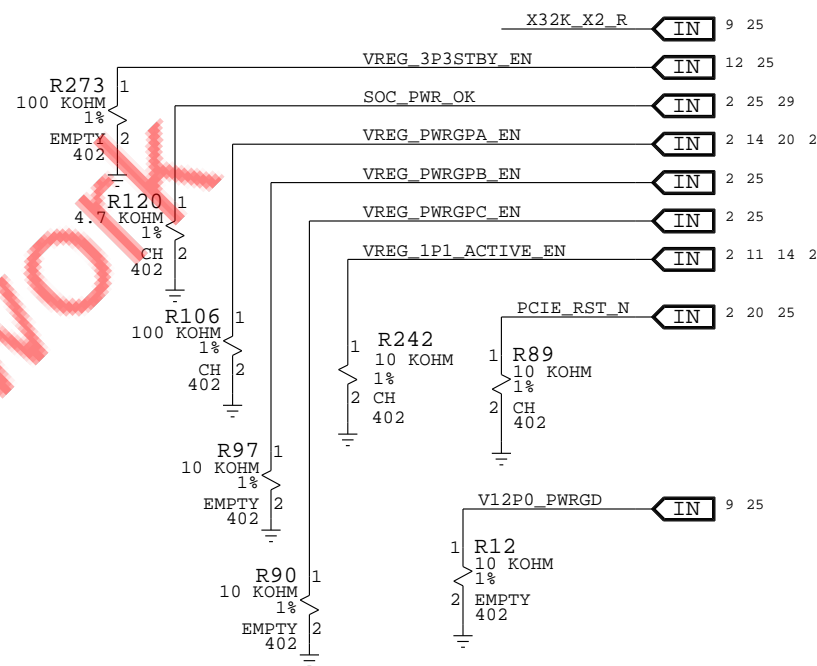 X32K_X2_R IN 9 25
VREG_3P3STBY_EN IN 12 25
R273 1
100 KOHM
1%
EMPTY 2
402
SOC_PWR_OK IN 2 25 29
R120 1
4.7 KOHM
1%
CH 2
402
VREG_PWRGPA_EN IN 2 14 20 2
R106 1
100 KOHM
1%
CH 2
402
VREG_PWRGPB_EN IN 2 25
R97 1
10 KOHM
1%
EMPTY 2
402
VREG_PWRGPC_EN IN 2 25
R90 1
10 KOHM
1%
EMPTY 2
402
VREG_1P1_ACTIVE_EN IN 2 11 14 2
1 R242
10 KOHM
1%
2 CH
402
PCIE_RST_N IN 2 20 25
1 R89
10 KOHM
1%
2 CH
402
V12P0_PWRGD IN 9 25
1 R12
10 KOHM
1%
2 EMPTY
402
work